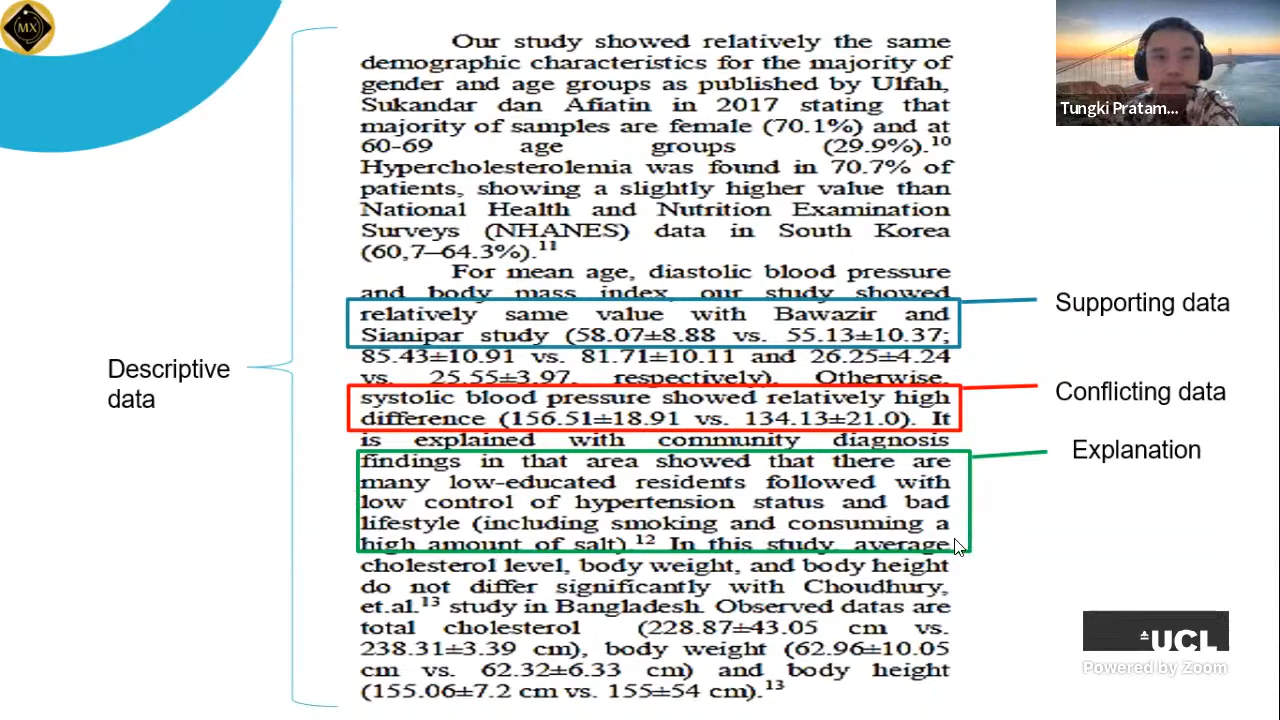 MX
Our study showed relatively the same
demographic characteristics for the majority of
gender and age groups as published by Ulfah,
Sukandar dan Afiatin in 2017 stating that
majority of samples are female (70.1%) and at
60-69 age groups (29.9%).10
Hypercholesterolemia was found in 70.7% of
patients, showing a slightly higher value than
National Health and Nutrition Examination
Surveys (NHANES) data in South Korea
(60,7–64.3%).11
For mean age, diastolic blood pressure
and body mass index, our study showed
relatively same value with Bawazir and
Sianipar study (58.07±8.88 vs. 55.13±10.37;
85.43±10.91 vs. 81.71±10.11 and 26.25±4.24
vs. 25.55±3.97, respectively). Otherwise,
systolic blood pressure showed relatively high
difference (156.51±18.91 vs. 134.13±21.0). It
is explained with community diagnosis
findings in that area showed that there are
many low-educated residents followed with
low control of hypertension status and bad
lifestyle (including smoking and consuming a
high amount of salt).12 In this study, average
cholesterol level, body weight, and body height
do not differ significantly with Choudhury,
et.al.13 study in Bangladesh. Observed datas are
total cholesterol (228.87±43.05 cm vs.
238.31±3.39 cm), body weight (62.96±10.05
cm vs. 62.32±6.33 cm) and body height
(155.06±7.2 cm vs. 155±54 cm).13
Descriptive
data
Supporting data
Conflicting data
Explanation
Tungki Pratam...
UCL
Powered by Zoom